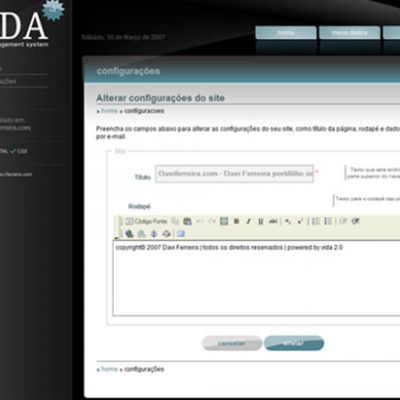 DA
agement system
Sábado, 10 de Março de 2007
home
meus dados
configurações
Alterar configurações do site
» home » configuracoes
Preencha os campos abaixo para alterar as configurações do seu site, como título da página, rodapé e dado
por e-mail.
Site
Título
Daviferreira.com - Davi Ferreira portifólio on
*
Texto que será exib
parte superior do nave
Rodapé
Texto para o rodapé das pá
Código-Fonte
B I U ABC
copyright© 2007 Davi Ferreira | todos os direitos reservados | powered by vida 2.0
cancelar
enviar
» home » configurações
ações
ado em:
erreira.com
CSS